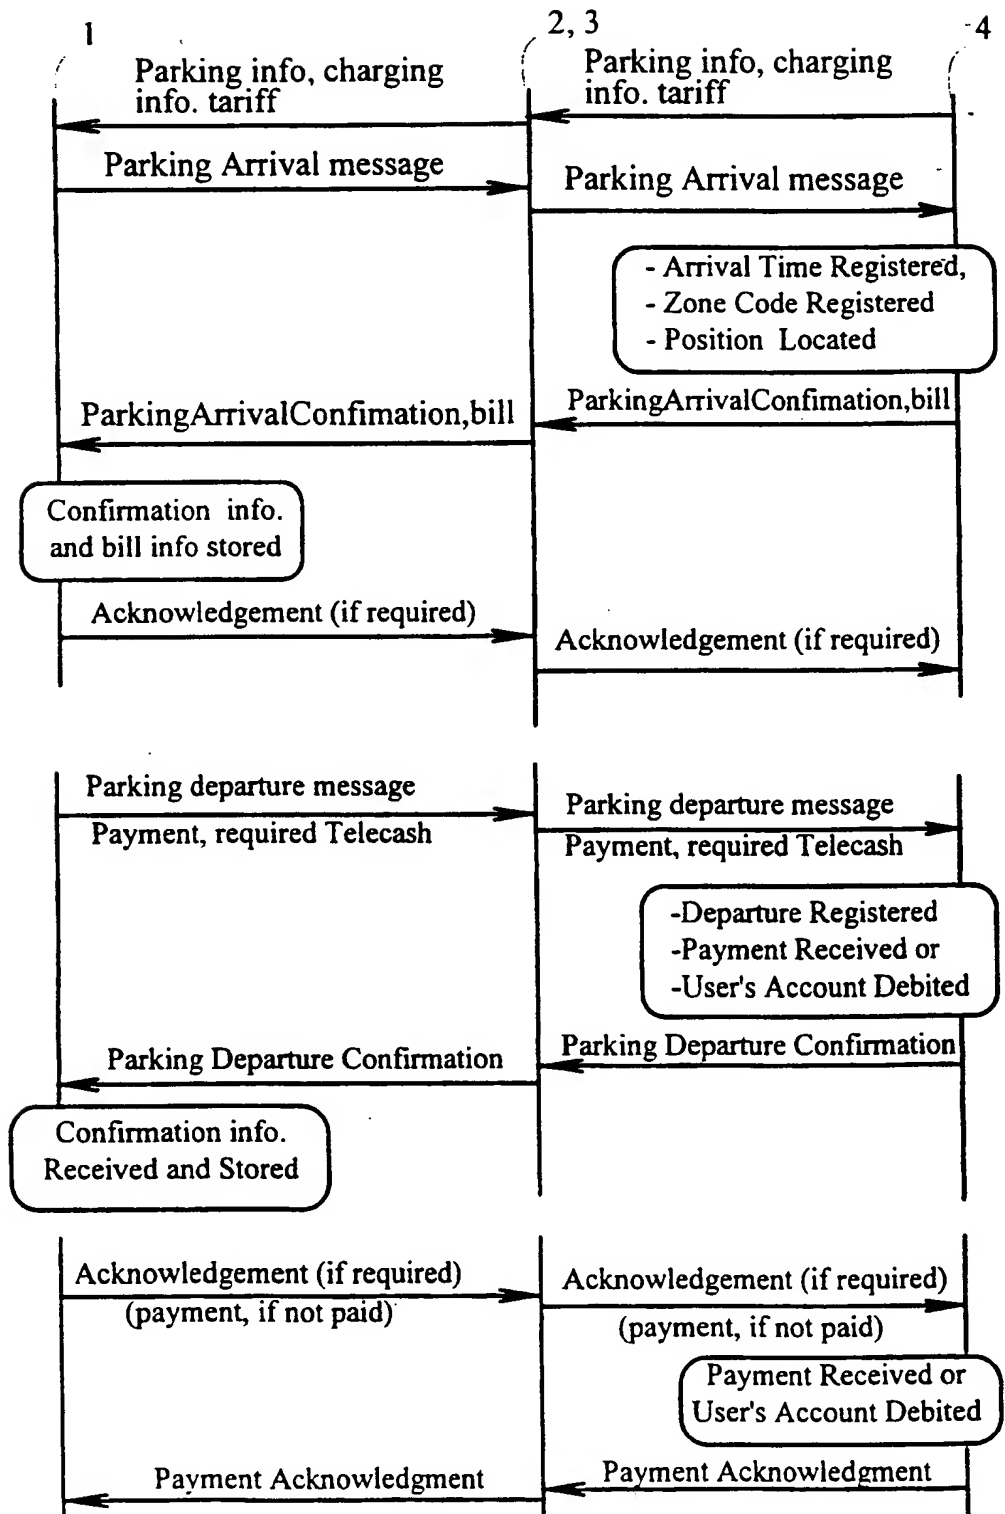 1
2, 3
4
Parking info, charging
info. tariff
Parking info, charging
info. tariff
Parking Arrival message
Parking Arrival message
- Arrival Time Registered,
- Zone Code Registered
- Position Located
ParkingArrivalConfimation,bill
ParkingArrivalConfimation,bill
Confirmation info.
and bill info stored
Acknowledgement (if required)
Acknowledgement (if required)
Parking departure message
Payment, required Telecash
Parking departure message
Payment, required Telecash
-Departure Registered
-Payment Received or
-User's Account Debited
Parking Departure Confirmation
Parking Departure Confirmation
Confirmation info.
Received and Stored
Acknowledgement (if required)
(payment, if not paid)
Acknowledgement (if required)
(payment, if not paid)
Payment Received or
User's Account Debited
Payment Acknowledgment
Payment Acknowledgment